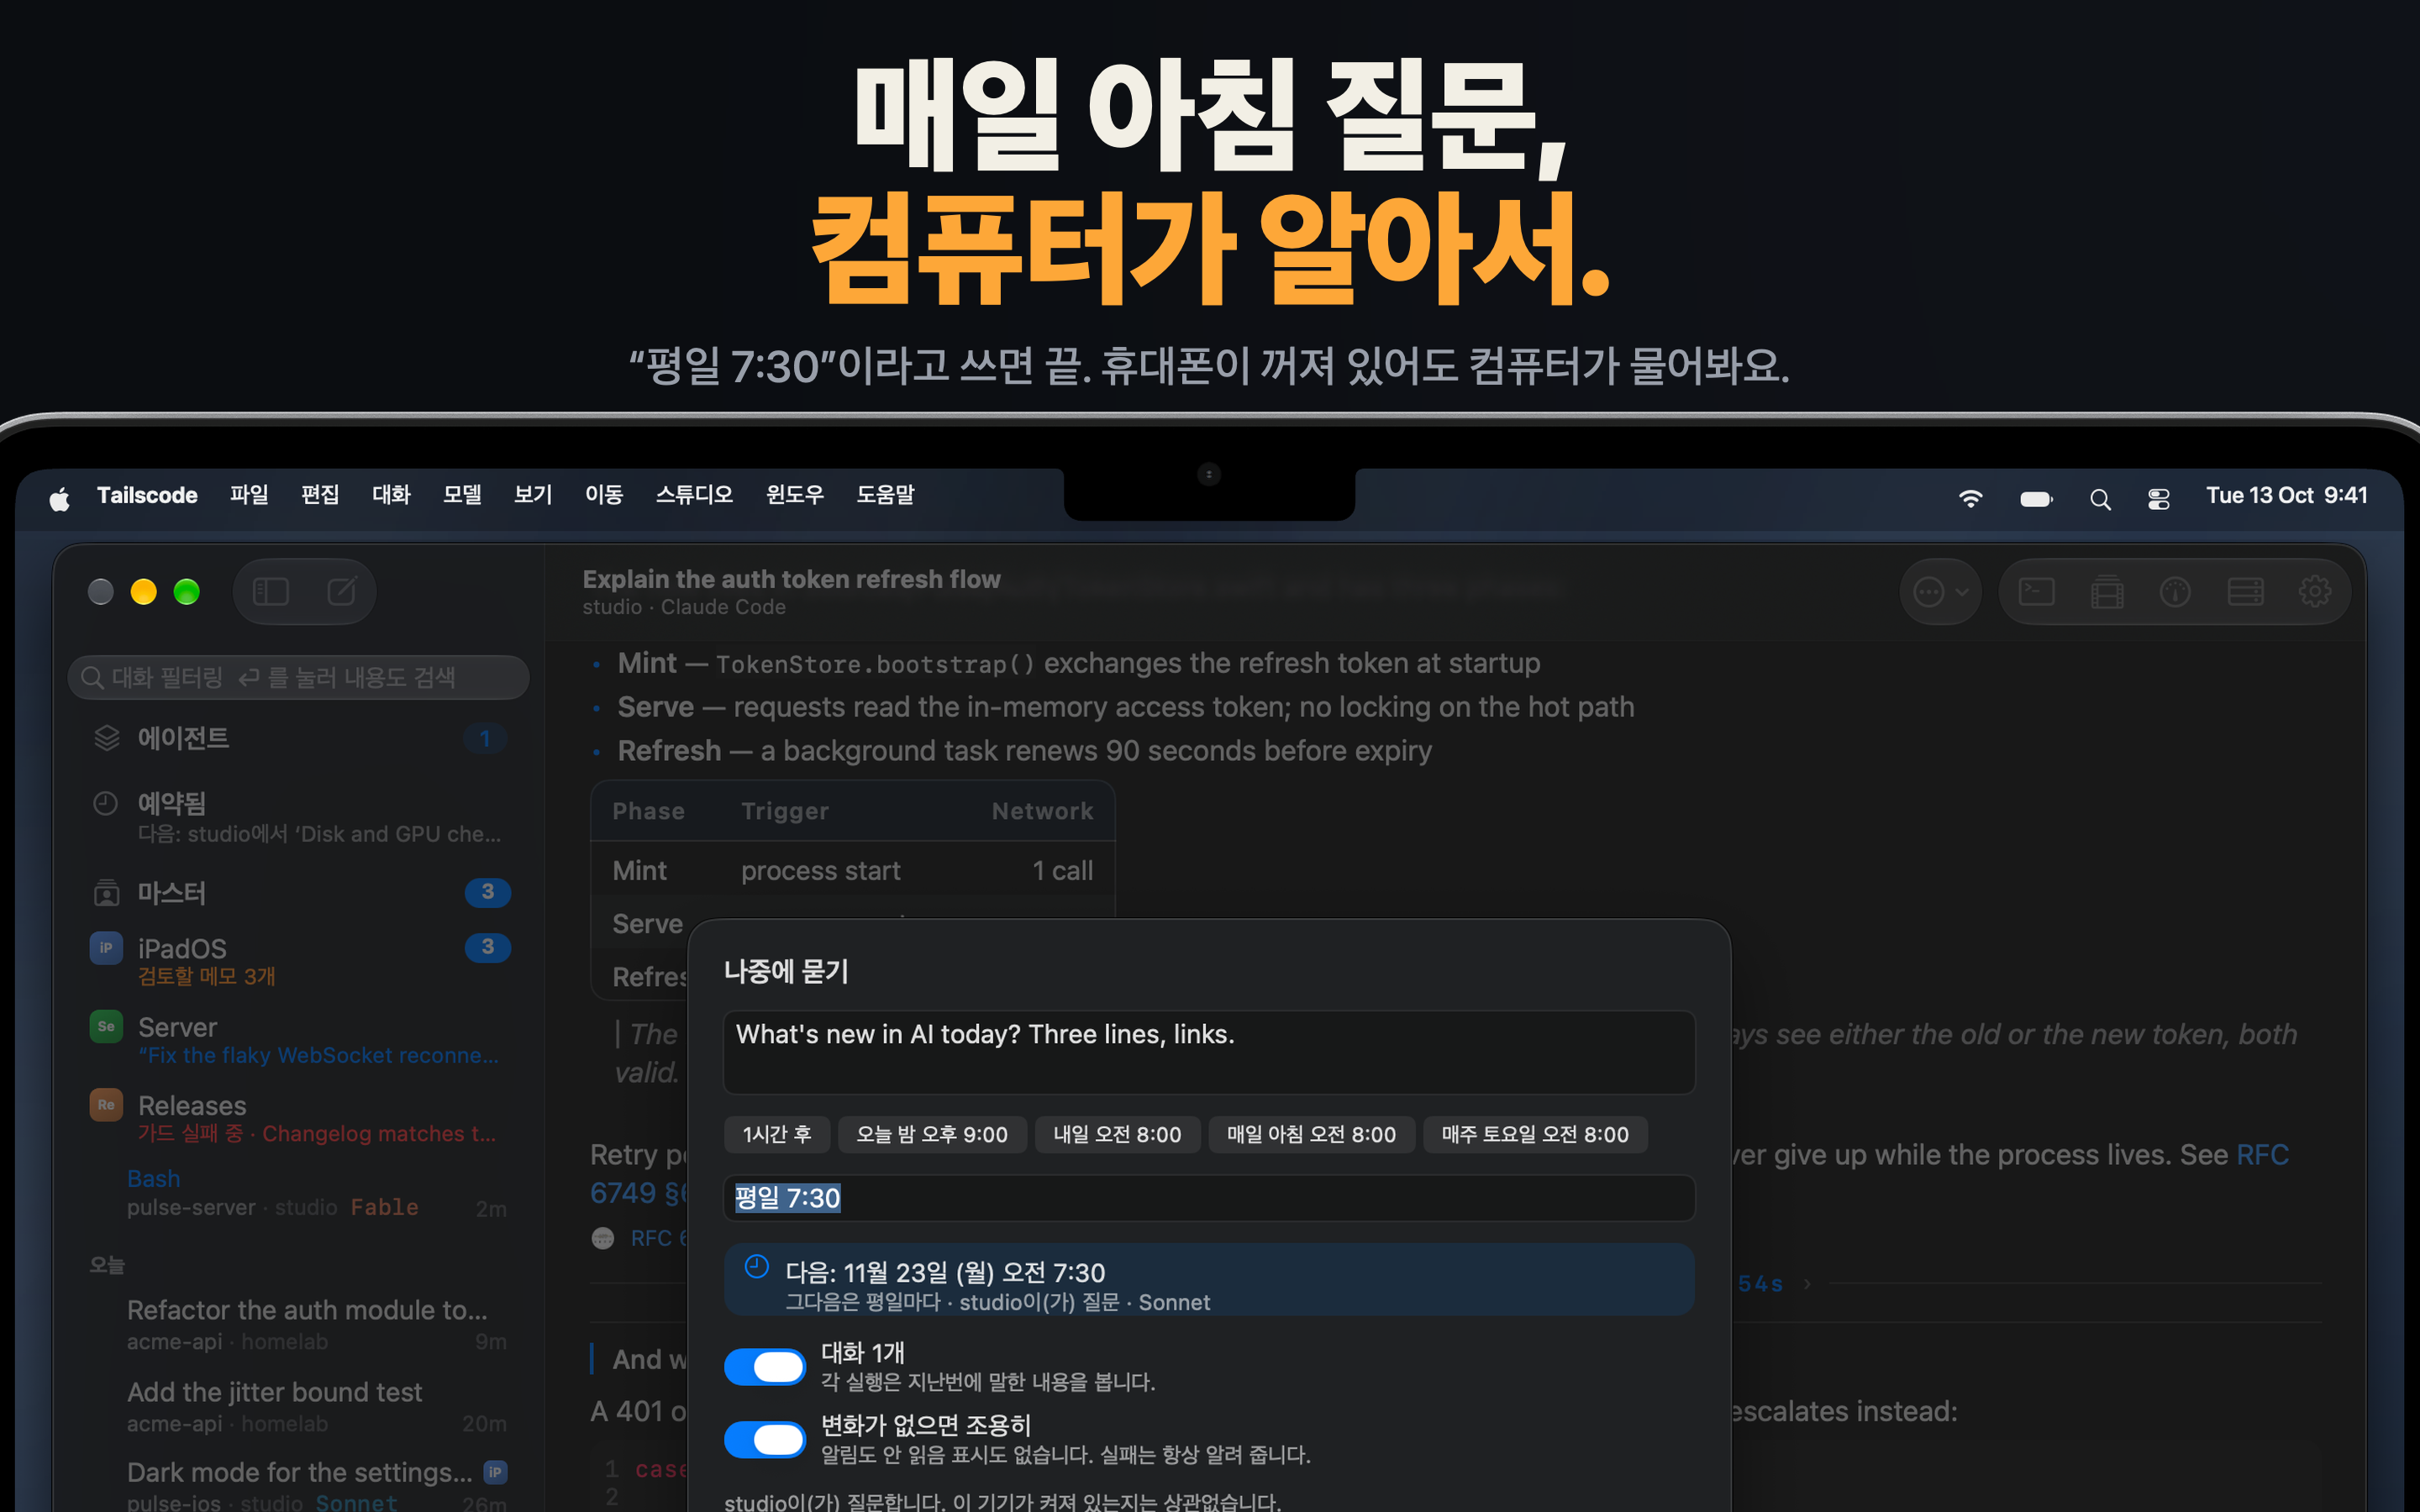 매일 아침 질문,
컴퓨터가 알아서.
“평일 7:30”이라고 쓰면 끝. 휴대폰이 꺼져 있어도 컴퓨터가 물어봐요.
Tailscode 파일 편집 대화 모델 보기 이동 스튜디오 윈도우 도움말
Tue 13 Oct 9:41
Explain the auth token refresh flow
studio · Claude Code
대화 필터링 ⏎ 를 눌러 내용도 검색
에이전트 1
예약됨
다음: studio에서 ‘Disk and GPU che…
마스터 3
iP iPadOS 3
검토할 메모 3개
Se Server
“Fix the flaky WebSocket reconne…
Re Releases
가드 실패 중 · Changelog matches t…
Bash
pulse-server · studio Fable 2m
오늘
Refactor the auth module to…
acme-api · homelab 9m
Add the jitter bound test
acme-api · homelab 20m
Dark mode for the settings… iP
pulse-ios · studio Sonnet 26m
• Mint — TokenStore.bootstrap() exchanges the refresh token at startup
• Serve — requests read the in-memory access token; no locking on the hot path
• Refresh — a background task renews 90 seconds before expiry
Phase Trigger Network
Mint process start 1 call
Serve
Refres
| The
ays see either the old or the new token, both
valid.
Retry p
ver give up while the process lives. See RFC
6749 §
RFC 6
54s >
And w
A 401 o
escalates instead:
1 case
2
나중에 묻기
What's new in AI today? Three lines, links.
1시간 후
오늘 밤 오후 9:00
내일 오전 8:00
매일 아침 오전 8:00
매주 토요일 오전 8:00
평일 7:30
다음: 11월 23일 (월) 오전 7:30
그다음은 평일마다 · studio이(가) 질문 · Sonnet
대화 1개
각 실행은 지난번에 말한 내용을 봅니다.
변화가 없으면 조용히
알림도 안 읽음 표시도 없습니다. 실패는 항상 알려 줍니다.
studio이(가) 질문합니다. 이 기기가 켜져 있는지는 상관없습니다.